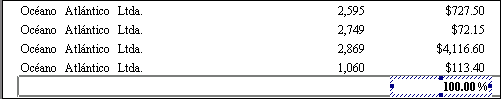 Océano Atlántico Ltda. 2,595 $727.50
Océano Atlántico Ltda. 2,749 $72.15
Océano Atlántico Ltda. 2,869 $4,116.60
Océano Atlántico Ltda. 1,060 $113.40
100.00 %